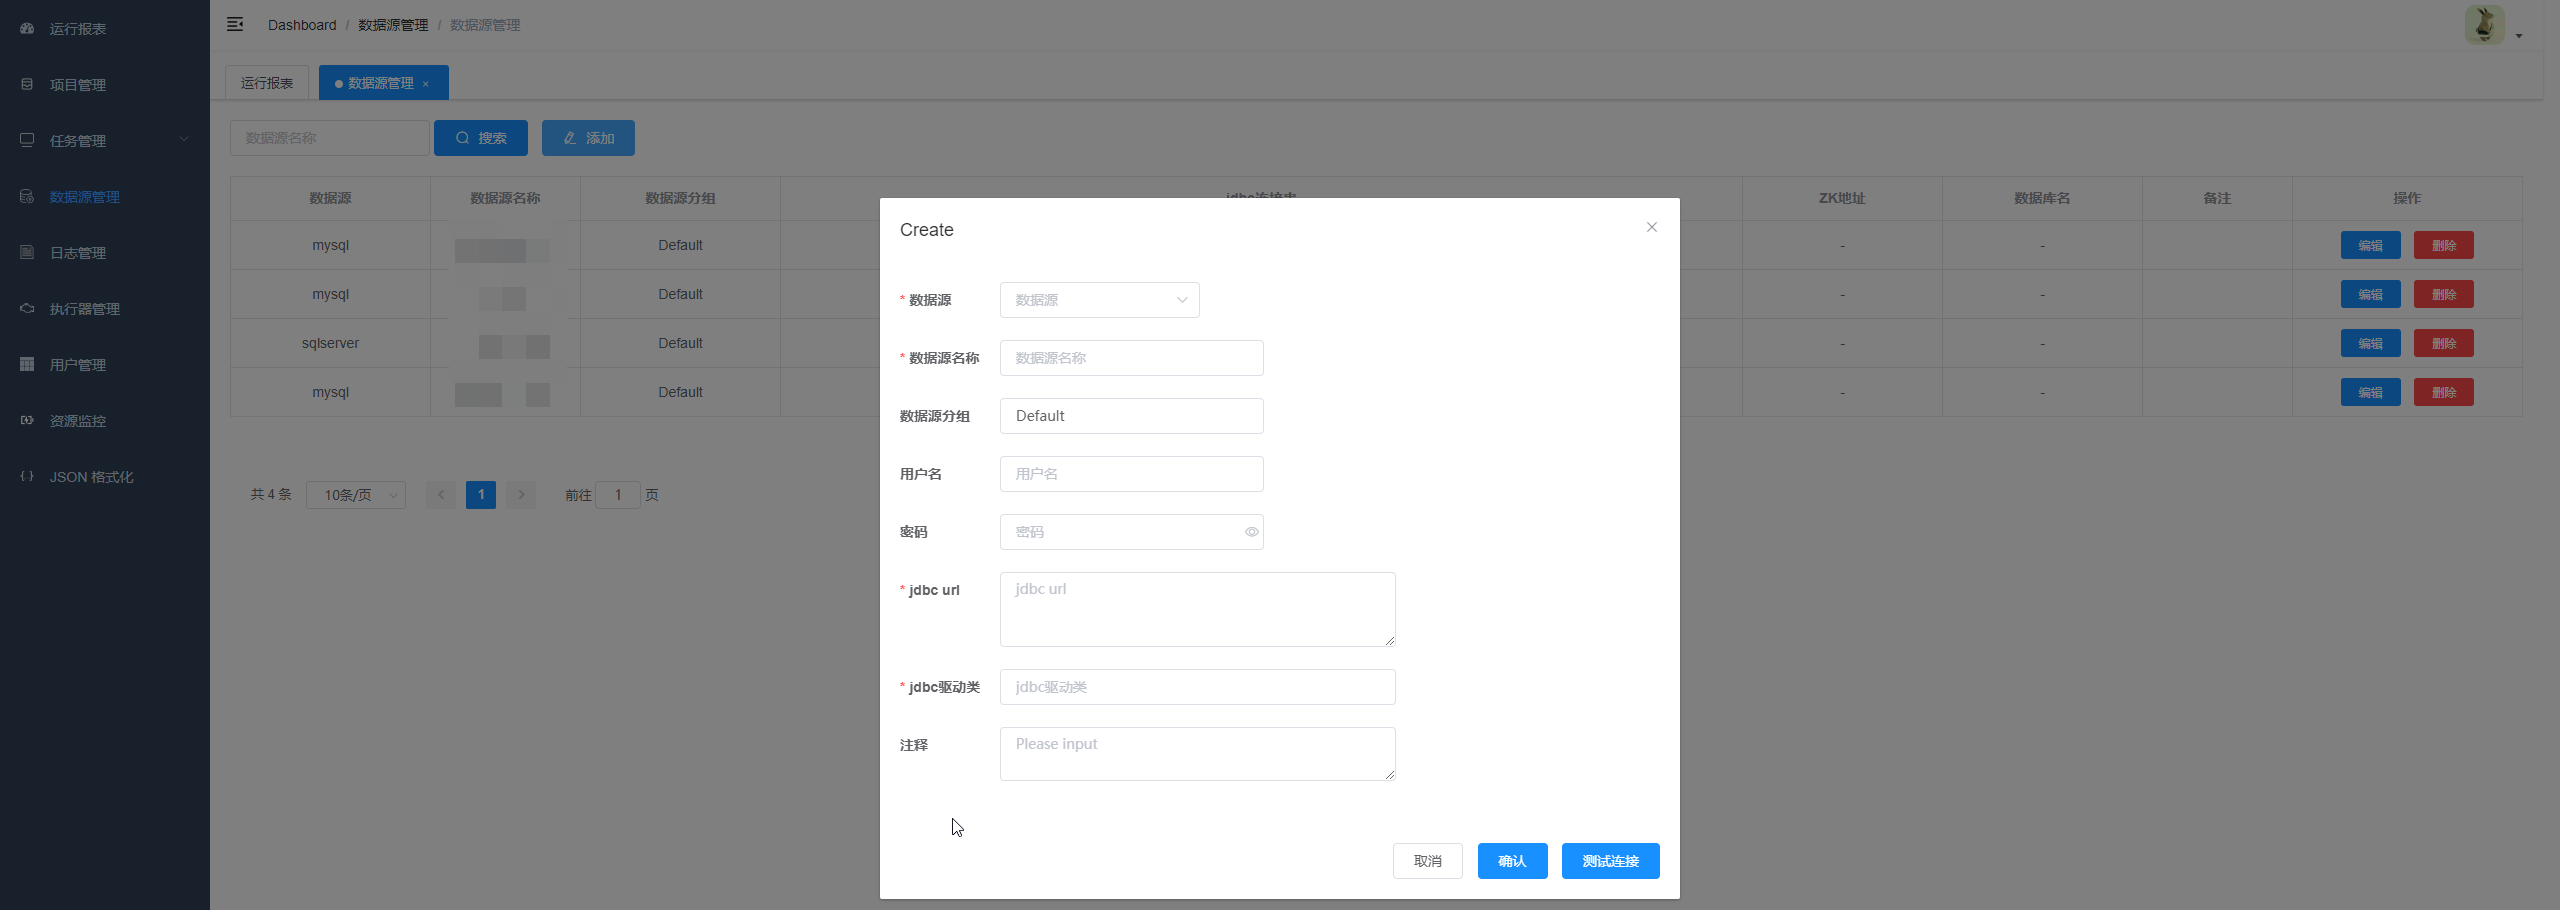 运行报表
项目管理
任务管理
数据源管理
日志管理
执行器管理
用户管理
资源监控
JSON 格式化
Dashboard / 数据源管理 / 数据源管理
运行报表
数据源管理 ×
数据源名称 搜索 添加
数据源 数据源名称 数据源分组 jdbc连接串 ZK地址 数据库名 备注 操作
mysql Default - - 编辑 删除
mysql Default - - 编辑 删除
sqlserver Default - - 编辑 删除
mysql Default - - 编辑 删除
共 4 条 10条/页 1 前往 1 页
Create
* 数据源 数据源
* 数据源名称 数据源名称
数据源分组 Default
用户名 用户名
密码 密码
* jdbc url jdbc url
* jdbc驱动类 jdbc驱动类
注释 Please input
取消 确认 测试连接